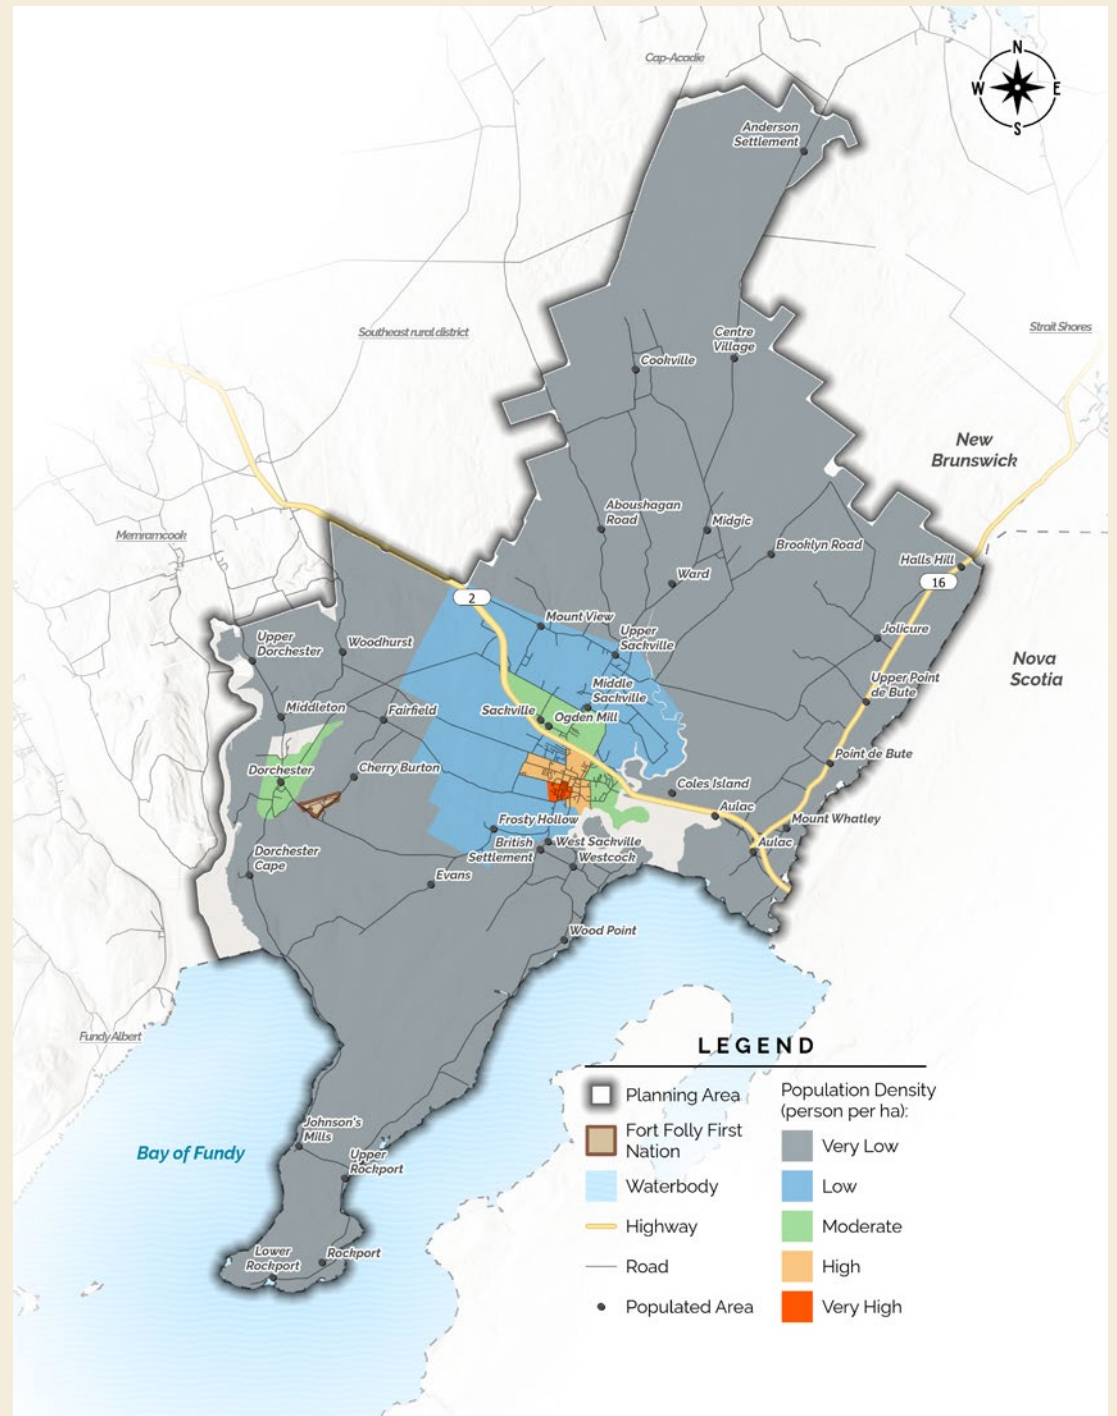 Cap-Acadie
N
W
E
S
Anderson
Settlement
Southeast rural district
Centre
Village
Strait Shores
Cookville
New
Brunswick
Aboushagan
Road
Midgic
Memramcook
Brooklyn Road
Halls Hill
Ward
16
2
Mount View
Upper
Sackville
Jolicure
Upper
Dorchester
Woodhurst
Nova
Scotia
Upper Point
de Bute
Middle
Sackville
Middleton
Fairfield
Sackville
Ogden Mill
Point de Bute
Dorchester
Cherry Burton
Coles Island
Aulac
Frosty Hollow
Mount Whatley
British
Settlement
West Sackville
Aulac
Westcock
Dorchester
Cape
Evans
Wood Point
Fundy Albert
LEGEND
Planning Area
Fort Folly First
Nation
Waterbody
Highway
Road
Populated Area
Population Density
(person per ha):
Very Low
Low
Moderate
High
Very High
Johnson's
Mills
Bay of Fundy
Upper
Rockport
Lower
Rockport
Rockport